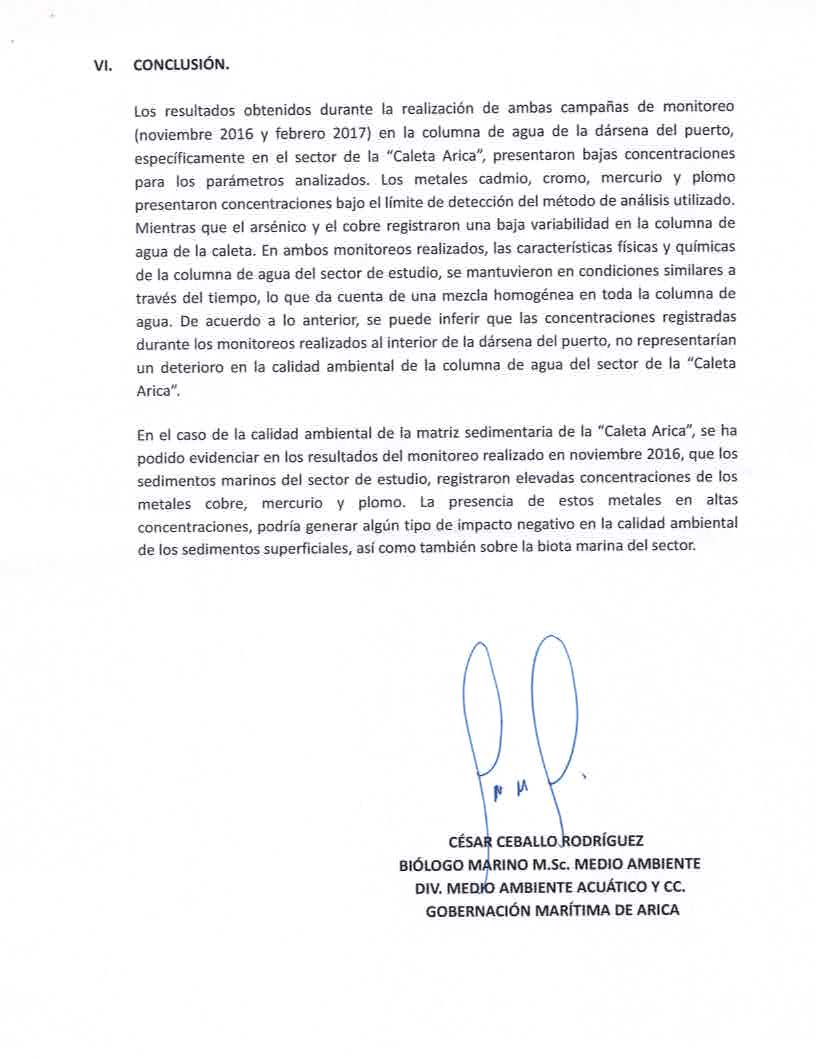 VI. CONCLUSIÓN.
Los resultados obtenidos durante la realización de ambas campañas de monitoreo
(noviembre 2016 y febrero 2017) en la columna de agua de la dársena del puerto,
específicamente en el sector de la “Caleta Arica”, presentaron bajas concentraciones
para los parámetros analizados. Los metales cadmio, cromo, mercurio y plomo
presentaron concentraciones bajo el límite de detección del método de análisis utilizado.
Mientras que el arsénico y el cobre registraron una baja variabilidad en la columna de
agua de la caleta. En ambos monitoreos realizados, las características físicas y químicas
de la columna de agua del sector de estudio, se mantuvieron en condiciones similares a
través del tiempo, lo que da cuenta de una mezcla homogénea en toda la columna de
agua. De acuerdo a lo anterior, se puede inferir que las concentraciones registradas
durante los monitoreos realizados al interior de la dársena del puerto, no representarían
un deterioro en la calidad ambiental de la columna de agua del sector de la “Caleta
Arica”.
En el caso de la calidad ambiental de la matriz sedimentaria de la “Caleta Arica”, se ha
podido evidenciar en los resultados del monitoreo realizado en noviembre 2016, que los
sedimentos marinos del sector de estudio, registraron elevadas concentraciones de los
metales cobre, mercurio y plomo. La presencia de estos metales en altas
concentraciones, podría generar algún tipo de impacto negativo en la calidad ambiental
de los sedimentos superficiales, así como también sobre la biota marina del sector.
CÉSAR CEBALLO RODRÍGUEZ
BIÓLOGO MARINO M.Sc. MEDIO AMBIENTE
DIV. MEDIO AMBIENTE ACUÁTICO Y CC.
GOBERNACIÓN MARÍTIMA DE ARICA